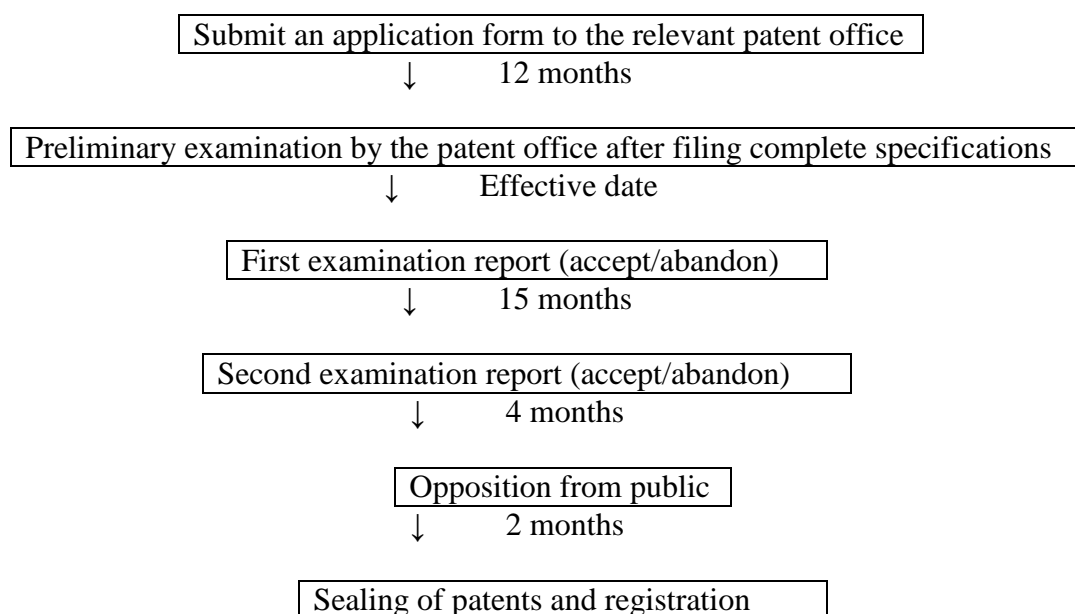 Submit an application form to the relevant patent office
↓ 12 months
Preliminary examination by the patent office after filing complete specifications
↓ Effective date
First examination report (accept/abandon)
↓ 15 months
Second examination report (accept/abandon)
↓ 4 months
Opposition from public
↓ 2 months
Sealing of patents and registration